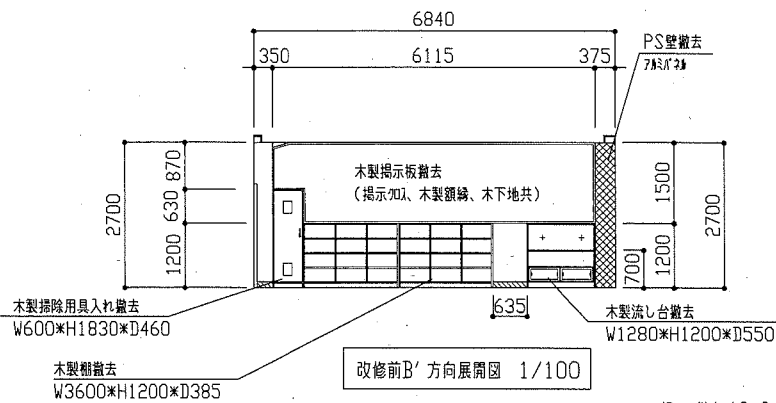 6840
350 6115 375
PS壁撤去
アルミパネル
木製掲示板撤去
(掲示クロス、木製額縁、木下地共)
2700
870
630
1200
1500
1200
700
2700
635
木製掃除用具入れ撤去
W600*H1830*D460
木製流し台撤去
W1280*H1200*D550
木製棚撤去
W3600*H1200*D385
改修前B'方向展開図 1/100